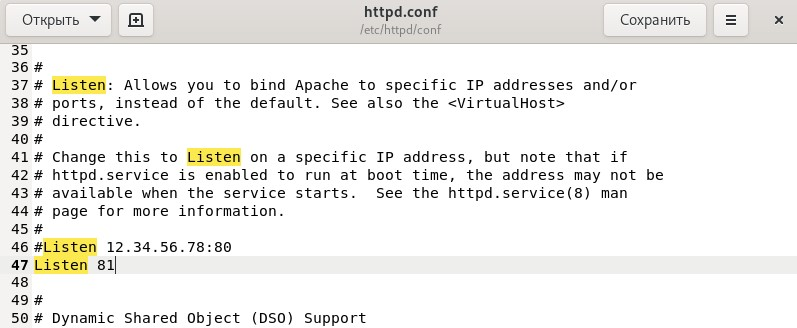 Открыть
httpd.conf
/etc/httpd/conf
Сохранить
35
36 #
37 # Listen: Allows you to bind Apache to specific IP addresses and/or
38 # ports, instead of the default. See also the <VirtualHost>
39 # directive.
40 #
41 # Change this to Listen on a specific IP address, but note that if
42 # httpd.service is enabled to run at boot time, the address may not be
43 # available when the service starts.  See the httpd.service(8) man
44 # page for more information.
45 #
46 #Listen 12.34.56.78:80
47 Listen 81
48
49 #
50 # Dynamic Shared Object (DSO) Support